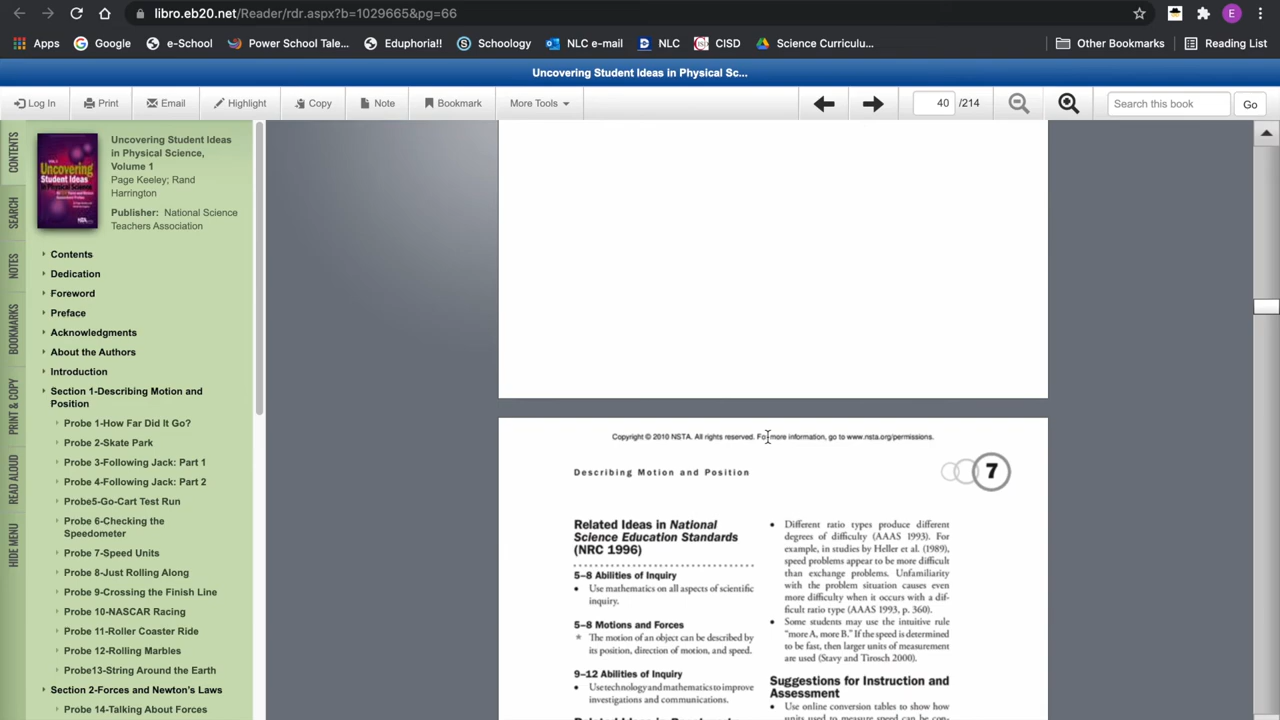 libro.eb20.net/Reader/rdr.aspx?b=1029665&pg=66
E
Apps Google e-School Power School Tale... Eduphoria!! Schoology NLC e-mail NLC CISD Science Curriculu... Other Bookmarks Reading List
Uncovering Student Ideas in Physical Sc...
Log In Print Email Highlight Copy Note Bookmark More Tools 40 /214 Search this book Go
CONTENTS
SEARCH
NOTES
BOOKMARKS
PRINT & COPY
READ ALOUD
HIDE MENU
Uncovering
Student Ideas
in Physical Science
Uncovering Student Ideas
in Physical Science,
Volume 1
Page Keeley; Rand
Harrington
Publisher: National Science
Teachers Association
Contents
Dedication
Foreword
Preface
Acknowledgments
About the Authors
Introduction
Section 1-Describing Motion and
Position
Probe 1-How Far Did It Go?
Probe 2-Skate Park
Probe 3-Following Jack: Part 1
Probe 4-Following Jack: Part 2
Probe5-Go-Cart Test Run
Probe 6-Checking the
Speedometer
Probe 7-Speed Units
Probe8-Just Rolling Along
Probe 9-Crossing the Finish Line
Probe 10-NASCAR Racing
Probe 11-Roller Coaster Ride
Probe 12-Rolling Marbles
Probe13-String Around the Earth
Section 2-Forces and Newton's Laws
Probe 14-Talking About Forces
Copyright © 2010 NSTA. All rights reserved. For more information, go to www.nsta.org/permissions.
Describing Motion and Position
7
Related Ideas in National
Science Education Standards
(NRC 1996)
5–8 Abilities of Inquiry
• Use mathematics on all aspects of scientific
inquiry.
5–8 Motions and Forces
* The motion of an object can be described by
its position, direction of motion, and speed.
9–12 Abilities of Inquiry
• Use technology and mathematics to improve
investigations and communications.
• Different ratio types produce different
degrees of difficulty (AAAS 1993). For
example, in studies by Heller et al. (1989),
speed problems appear to be more difficult
than exchange problems. Unfamiliarity
with the problem situation causes even
more difficulty when it occurs with a dif-
ficult ratio type (AAAS 1993, p. 360).
• Some students may use the intuitive rule
“more A, more B.” If the speed is determined
to be fast, then larger units of measurement
are used (Stavy and Tirosch 2000).
Suggestions for Instruction and
Assessment
• Use online conversion tables to show how
units used to measure speed can be con-